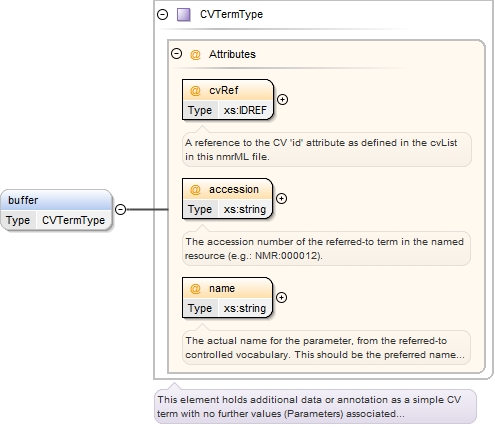 CVTermType
@ Attributes
@ cvRef
Type xs:IDREF
A reference to the CV 'id' attribute as defined in the cvList
in this nmrML file.
buffer
Type CVTermType
@ accession
Type xs:string
The accession number of the referred-to term in the named
resource (e.g.: NMR:000012).
@ name
Type xs:string
The actual name for the parameter, from the referred-to
controlled vocabulary. This should be the preferred name...
This element holds additional data or annotation as a simple CV
term with no further values (Parameters) associated...